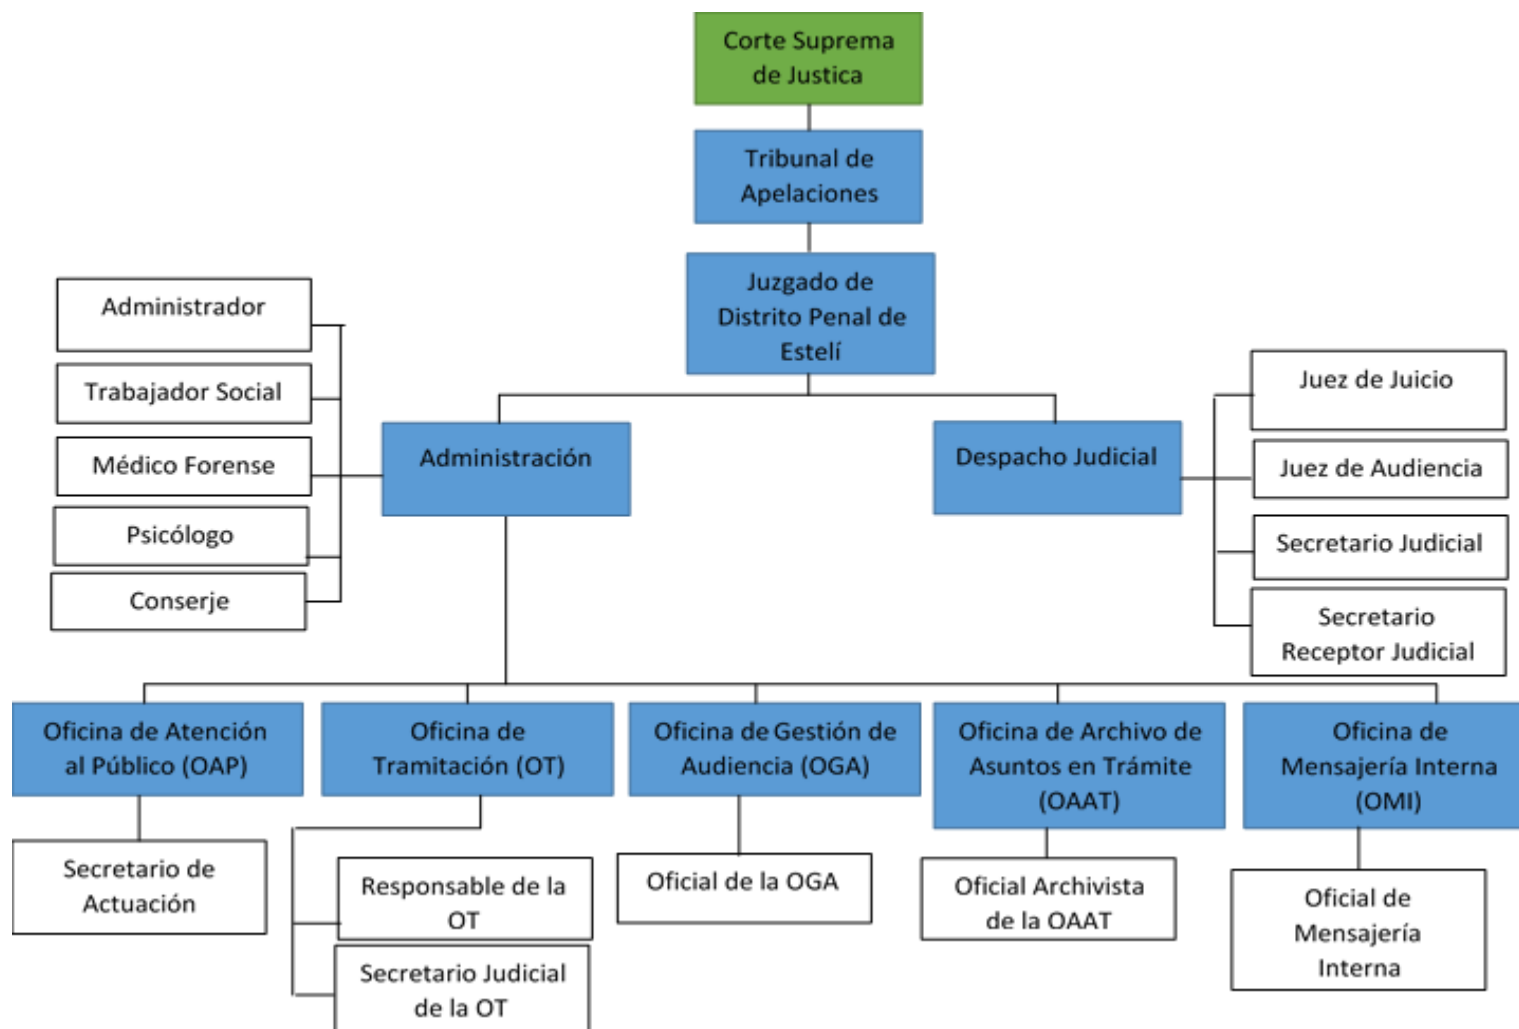 Corte Suprema
de Justica
Tribunal de
Apelaciones
Juzgado de
Distrito Penal de
Estelí
Administrador
Trabajador Social
Médico Forense
Psicólogo
Conserje
Administración
Despacho Judicial
Juez de Juicio
Juez de Audiencia
Secretario Judicial
Secretario
Receptor Judicial
Oficina de Atención
al Público (OAP)
Oficina de
Tramitación (OT)
Oficina de Gestión de
Audiencia (OGA)
Oficina de Archivo de
Asuntos en Trámite
(OAAT)
Oficina de
Mensajería Interna
(OMI)
Secretario de
Actuación
Responsable de la
OT
Secretario Judicial
de la OT
Oficial de la OGA
Oficial Archivista
de la OAAT
Oficial de
Mensajería
Interna